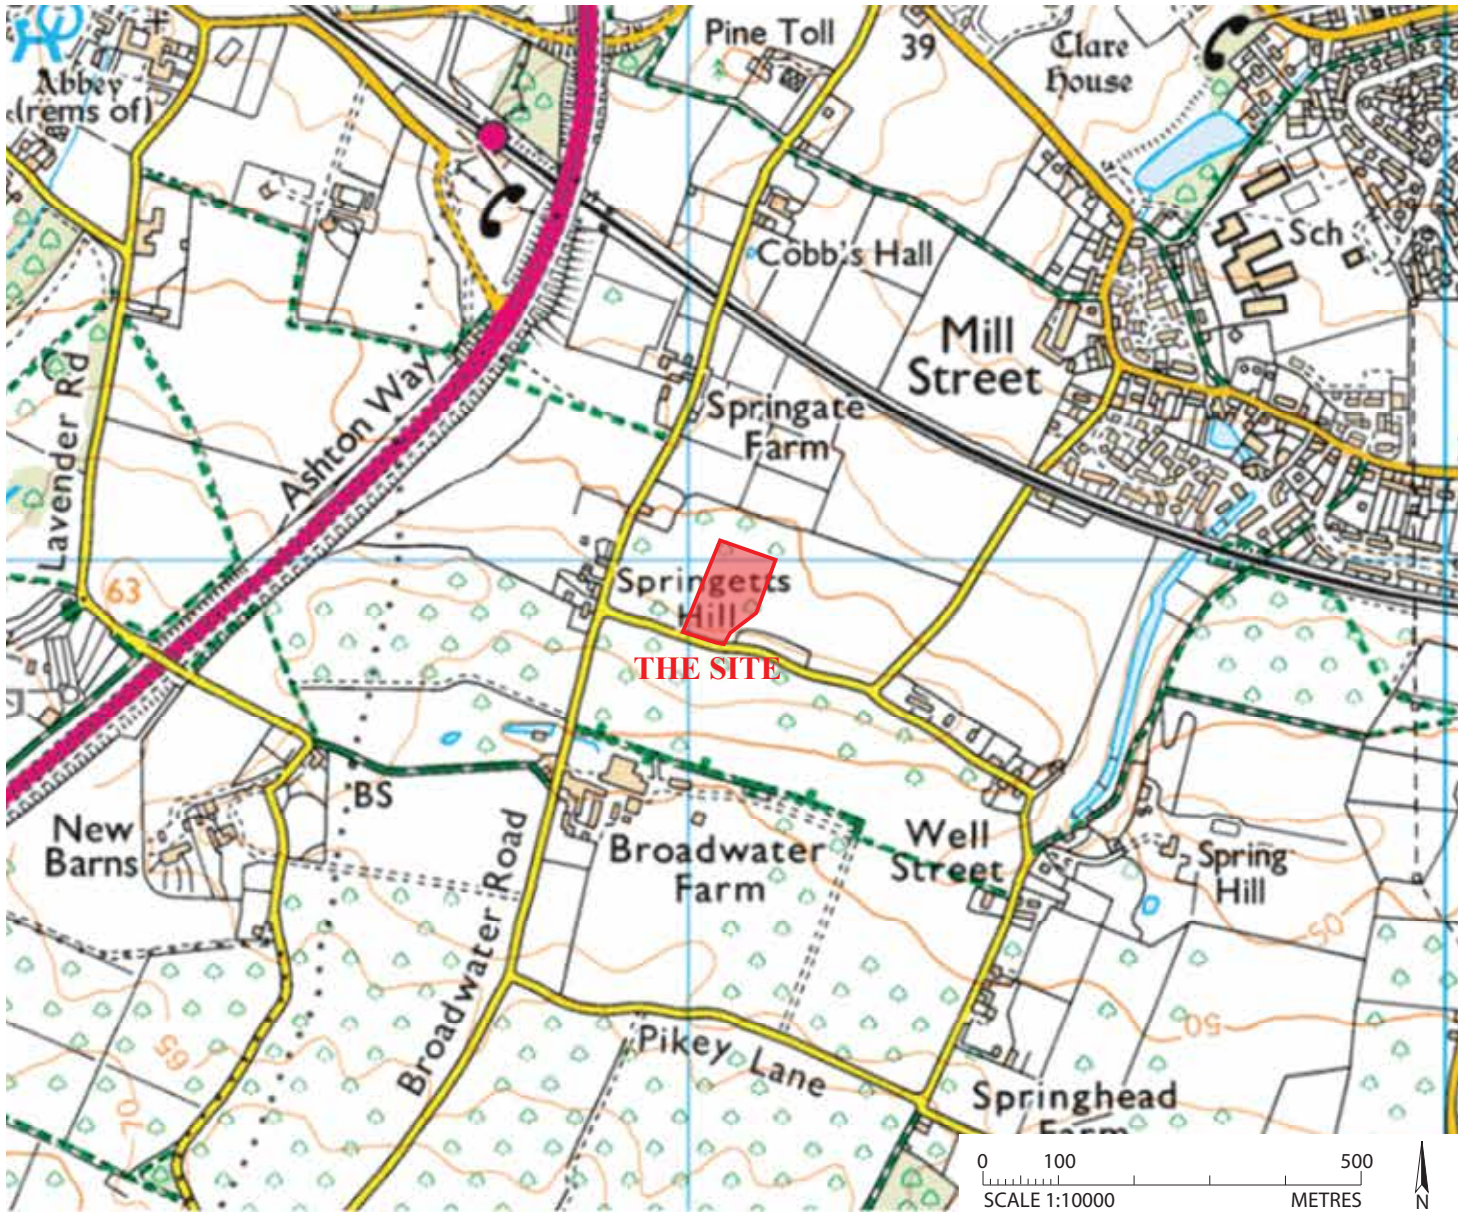 Pine Toll
39
Clare
House
Abbey
(rems of)
Sch
Cobb's Hall
Mill
Street
Lavender Rd
Ashton Way
Springate
Farm
63
Springetts
Hill
THE SITE
BS
New
Barns
Broadwater Road
Broadwater
Farm
Well
Street
Spring
Hill
50
50
65
70
Pikey Lane
Springhead
Farm
0 100 500
SCALE 1:10000 METRES
N